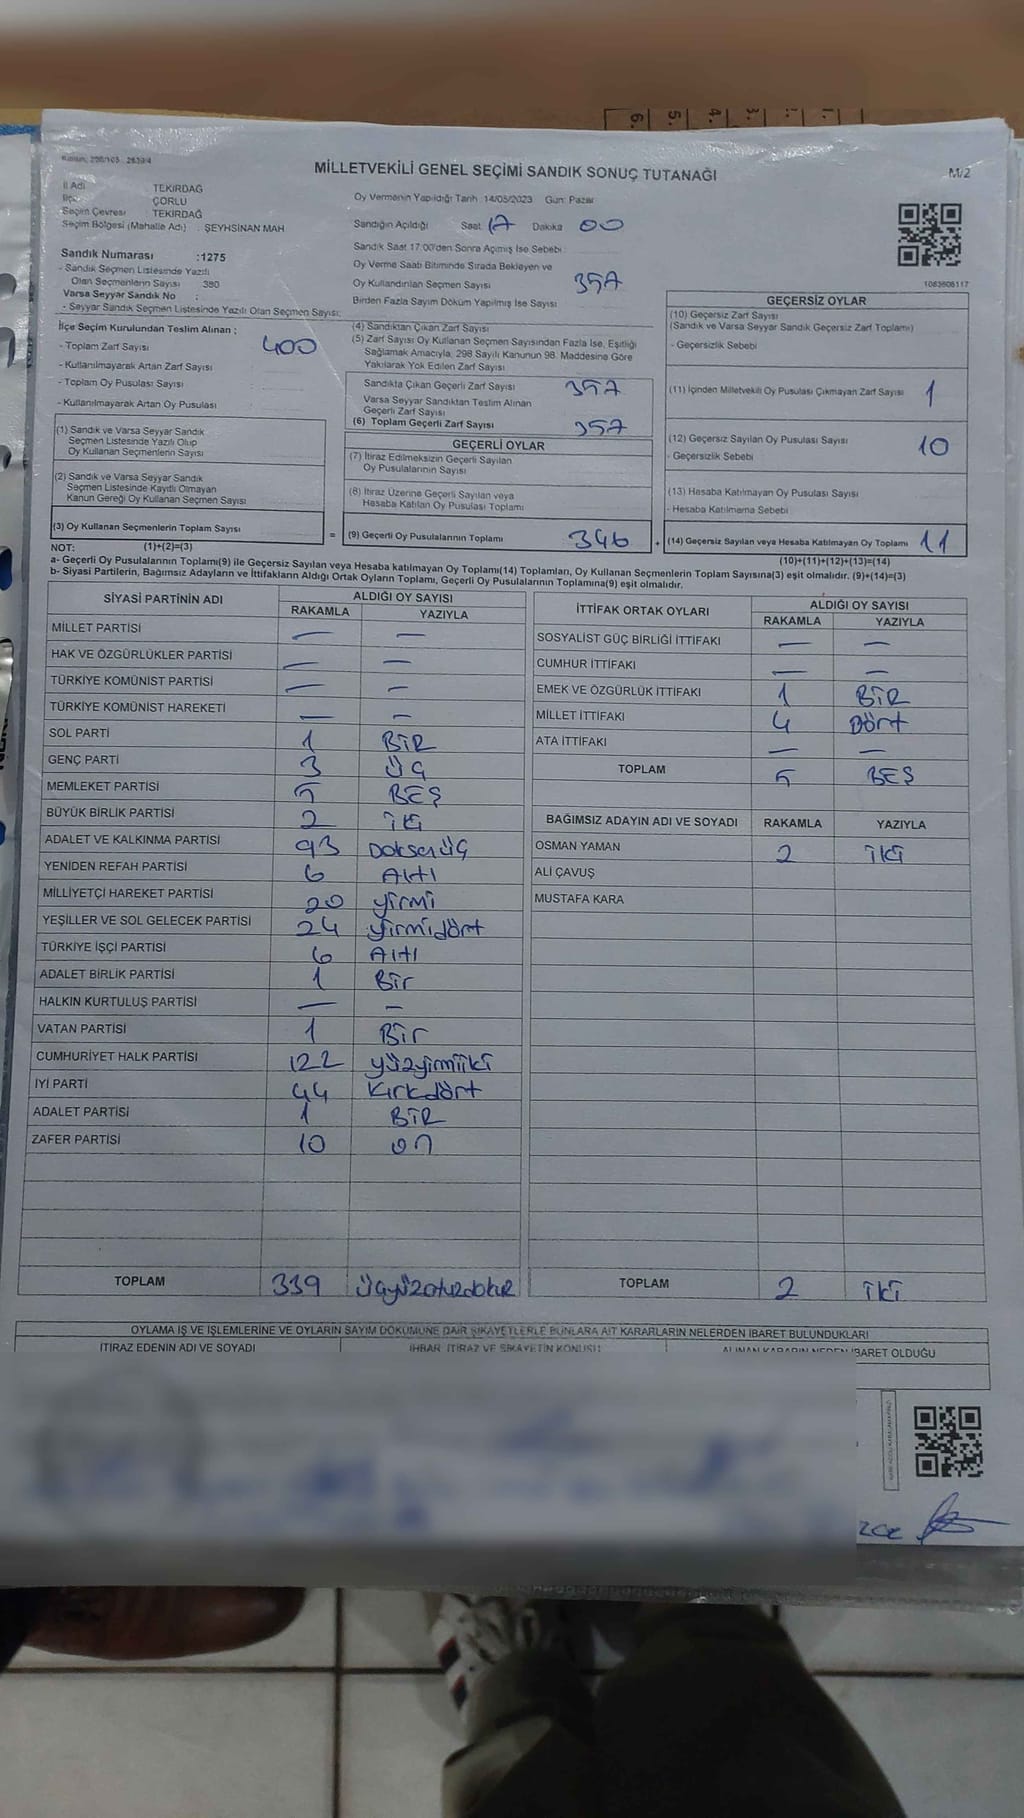 MİLLETVEKİLİ GENEL SEÇİMİ SANDIK SONUÇ TUTANAĞI
M/2
İl Adı TEKİRDAĞ
İlçe ÇORLU
Seçim Çevresi TEKİRDAĞ
Seçim Bölgesi (Mahalle Adı) : ŞEYHSİNAN MAH
Sandık Numarası :1275
- Sandık Seçmen Listesinde Yazılı
Olan Seçmenlerin Sayısı 380
Varsa Seyyar Sandık No :
- Seyyar Sandık Seçmen Listesinde Yazılı Olan Seçmen Sayısı:
İlçe Seçim Kurulundan Teslim Alınan ;
- Toplam Zarf Sayısı 400
- Kullanılmayarak Artan Zarf Sayısı
- Toplam Oy Pusulası Sayısı
- Kullanılmayarak Artan Oy Pusulası
(1) Sandık ve Varsa Seyyar Sandık
Seçmen Listesinde Yazılı Olup
Oy Kullanan Seçmenlerin Sayısı
(2) Sandık ve Varsa Seyyar Sandık
Seçmen Listesinde Kayıtlı Olmayan
Kanun Gereği Oy Kullanan Seçmen Sayısı
(3) Oy Kullanan Seçmenlerin Toplam Sayısı
(1)+(2)=(3)
Oy Vermenin Yapıldığı Tarih :14/05/2023 Gün: Pazar
Sandığın Açıldığı Saat 17 Dakika 00
Sandık Saat 17:00'den Sonra Açımış İse Sebebi
Oy Verme Saati Bitiminde Sırada Bekleyen ve
Oy Kullandırılan Seçmen Sayısı 357
Birden Fazla Sayım Döküm Yapılmış İse Sayısı
(4) Sandıktan Çıkan Zarf Sayısı
(5) Zarf Sayısı Oy Kullanan Seçmen Sayısından Fazla İse, Eşitliği
Sağlamak Amacıyla, 298 Sayılı Kanunun 98. Maddesine Göre
Yakılarak Yok Edilen Zarf Sayısı
Sandıkta Çıkan Geçerli Zarf Sayısı 357
Varsa Seyyar Sandıktan Teslim Alınan
Geçerli Zarf Sayısı
(6) Toplam Geçerli Zarf Sayısı 357
GEÇERLİ OYLAR
(7) İtiraz Edilmeksizin Geçerli Sayılan
Oy Pusulalarının Sayısı
(8) İtiraz Üzerine Geçerli Sayılan veya
Hesaba Katılan Oy Pusulası Toplamı
= (9) Geçerli Oy Pusulalarının Toplamı 346
1083608117
GEÇERSİZ OYLAR
(10) Geçersiz Zarf Sayısı
(Sandık ve Varsa Seyyar Sandık Geçersiz Zarf Toplamı)
- Geçersizlik Sebebi
(11) İçinden Milletvekili Oy Pusulası Çıkmayan Zarf Sayısı 1
(12) Geçersiz Sayılan Oy Pusulası Sayısı 10
- Geçersizlik Sebebi
(13) Hesaba Katılmayan Oy Pusulası Sayısı
- Hesaba Katılmama Sebebi
+ (14) Geçersiz Sayılan veya Hesaba Katılmayan Oy Toplamı 11
(10)+(11)+(12)+(13)=(14)
NOT:
a- Geçerli Oy Pusulalarının Toplamı(9) ile Geçersiz Sayılan veya Hesaba katılmayan Oy Toplamı(14) Toplamları, Oy Kullanan Seçmenlerin Toplam Sayısına(3) eşit olmalıdır. (9)+(14)=(3)
b- Siyasi Partilerin, Bağımsız Adayların ve İttifakların Aldığı Ortak Oyların Toplamı, Geçerli Oy Pusulalarının Toplamına(9) eşit olmalıdır.
SİYASİ PARTİNİN ADI ALDIĞI OY SAYISI
RAKAMLA YAZIYLA
MİLLET PARTİSİ — —
HAK VE ÖZGÜRLÜKLER PARTİSİ — —
TÜRKİYE KOMÜNİST PARTİSİ — —
TÜRKİYE KOMÜNİST HAREKETİ — —
SOL PARTİ 1 BİR
GENÇ PARTİ 3 ÜÇ
MEMLEKET PARTİSİ 5 BEŞ
BÜYÜK BİRLİK PARTİSİ 2 iki
ADALET VE KALKINMA PARTİSİ 93 DoksanÜÇ
YENİDEN REFAH PARTİSİ 6 Altı
MİLLİYETÇİ HAREKET PARTİSİ 20 yirmi
YEŞİLLER VE SOL GELECEK PARTİSİ 24 yirmidört
TÜRKİYE İŞÇİ PARTİSİ 6 Altı
ADALET BİRLİK PARTİSİ 1 Bir
HALKIN KURTULUŞ PARTİSİ — —
VATAN PARTİSİ 1 Bir
CUMHURİYET HALK PARTİSİ 122 yüzyirmiiki
İYİ PARTİ 44 Kırkdört
ADALET PARTİSİ 1 BİR
ZAFER PARTİSİ 10 on
TOPLAM 339 üçyüzotuzdokuz
İTTİFAK ORTAK OYLARI ALDIĞI OY SAYISI
RAKAMLA YAZIYLA
SOSYALİST GÜÇ BİRLİĞİ İTTİFAKI — —
CUMHUR İTTİFAKI — —
EMEK VE ÖZGÜRLÜK İTTİFAKI 1 BİR
MİLLET İTTİFAKI 4 Dört
ATA İTTİFAKI — —
TOPLAM 5 BEŞ
BAĞIMSIZ ADAYIN ADI VE SOYADI RAKAMLA YAZIYLA
OSMAN YAMAN 2 iki
ALİ ÇAVUŞ
MUSTAFA KARA
TOPLAM 2 iki
OYLAMA İŞ VE İŞLEMLERİNE VE OYLARIN SAYIM DÖKÜMÜNE DAİR ŞİKAYETLERLE BUNLARA AİT KARARLARIN NELERDEN İBARET BULUNDUKLARI
İTİRAZ EDENİN ADI VE SOYADI İHBAR, İTİRAZ VE ŞİKAYETİN KONUSU ALINAN KARARIN NEDEN İBARET OLDUĞU